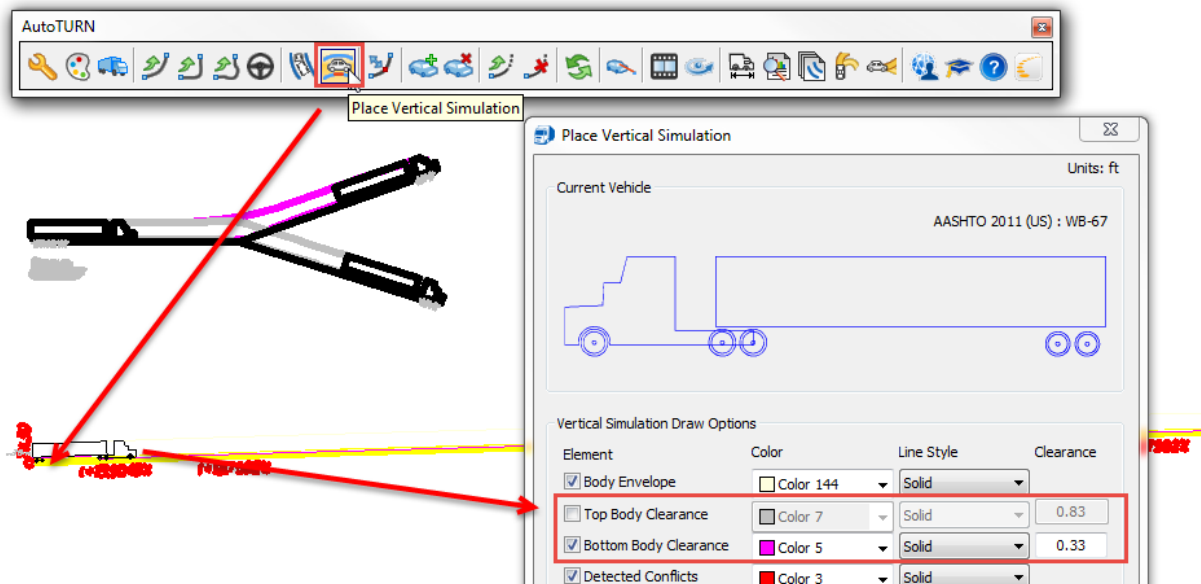 AutoTURN
Place Vertical Simulation
Place Vertical Simulation
Units: ft
Current Vehicle
AASHTO 2011 (US) : WB-67
Vertical Simulation Draw Options
Element Color Line Style Clearance
Body Envelope Color 144 Solid
Top Body Clearance Color 7 Solid 0.83
Bottom Body Clearance Color 5 Solid 0.33
Detected Conflicts Color 3 Solid